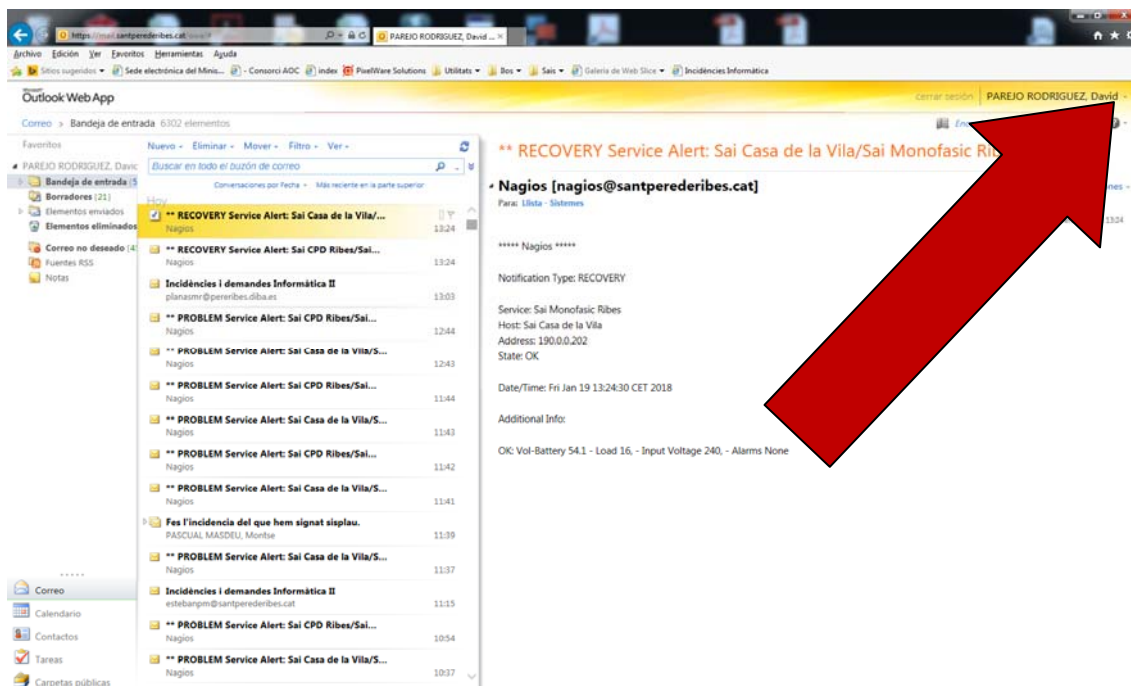 https://mail.santperederibes.cat/owa/#
PAREJO RODRIGUEZ, David ...
Archivo Edición Ver Favoritos Herramientas Ayuda
Sitios sugeridos Sede electrónica del Minis... - Consorci AOC index PixelWare Solutions Utilitats Bos Sais Galería de Web Slice Incidències Informàtica
Microsoft
Outlook Web App
cerrar sesión PAREJO RODRIGUEZ, David
Correo > Bandeja de entrada 6302 elementos
Favoritos
PAREJO RODRIGUEZ, Davic
Bandeja de entrada (5
Borradores [21]
Elementos enviados
Elementos eliminados
Correo no deseado [4
Fuentes RSS
Notas
Correo
Calendario
Contactos
Tareas
Carpetas públicas
Nuevo Eliminar Mover Filtro Ver
Buscar en todo el buzón de correo
Conversaciones por Fecha Más reciente en la parte superior
Hoy
** RECOVERY Service Alert: Sai Casa de la Vila/...
Nagios 13:24
** RECOVERY Service Alert: Sai CPD Ribes/Sai...
Nagios 13:24
Incidències i demandes Informàtica II
planasmr@pereribes.diba.es 13:03
** PROBLEM Service Alert: Sai CPD Ribes/Sai...
Nagios 12:44
** PROBLEM Service Alert: Sai Casa de la Vila/S...
Nagios 12:43
** PROBLEM Service Alert: Sai CPD Ribes/Sai...
Nagios 11:44
** PROBLEM Service Alert: Sai Casa de la Vila/S...
Nagios 11:43
** PROBLEM Service Alert: Sai CPD Ribes/Sai...
Nagios 11:42
** PROBLEM Service Alert: Sai Casa de la Vila/S...
Nagios 11:41
Fes l'incidencia del que hem signat sisplau.
PASCUAL MASDEU, Montse 11:39
** PROBLEM Service Alert: Sai Casa de la Vila/S...
Nagios 11:37
Incidències i demandes Informàtica II
estebanpm@santperederibes.cat 11:15
** PROBLEM Service Alert: Sai CPD Ribes/Sai...
Nagios 10:54
** PROBLEM Service Alert: Sai Casa de la Vila/S...
Nagios 10:37
** RECOVERY Service Alert: Sai Casa de la Vila/Sai Monofasic
Nagios [nagios@santperederibes.cat]
Para: Llista - Sistemes
13:24
***** Nagios *****
Notification Type: RECOVERY
Service: Sai Monofasic Ribes
Host: Sai Casa de la Vila
Address: 190.0.0.202
State: OK
Date/Time: Fri Jan 19 13:24:30 CET 2018
Additional Info:
OK: Vol-Battery 54.1 - Load 16, - Input Voltage 240, - Alarms None